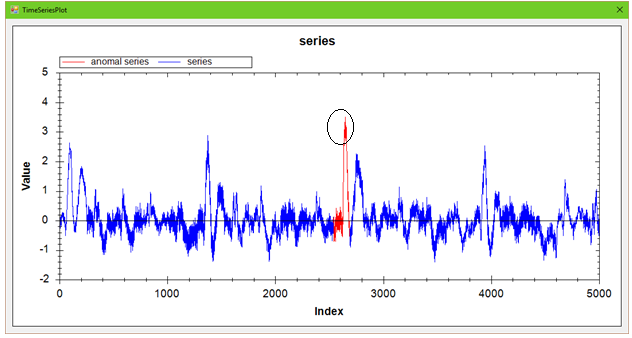 TimeSeriesPlot
series
anomal series series
5
4
3
2
1
0
-1
-2
Value
0 1000 2000 3000 4000 5000
Index